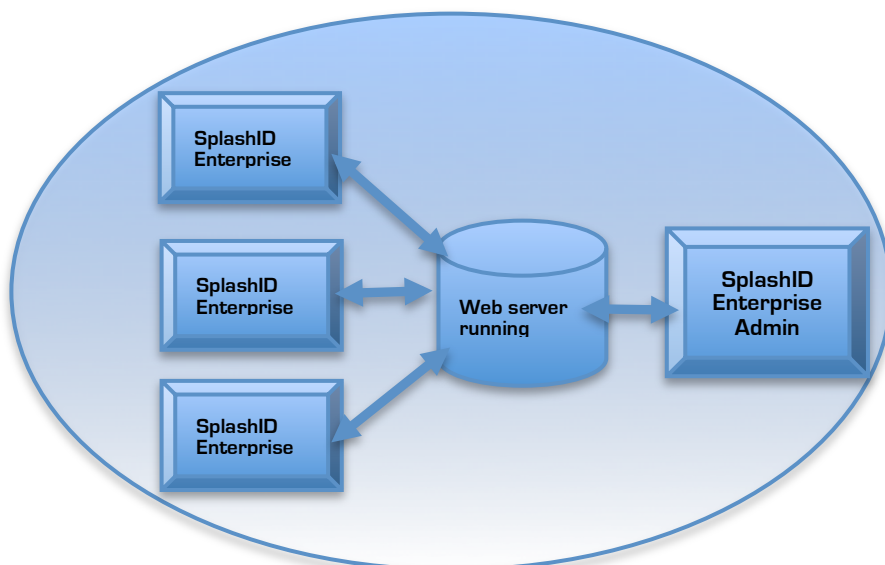 SplashID
Enterprise
SplashID
Enterprise
SplashID
Enterprise
Web server
running
SplashID
Enterprise
Admin